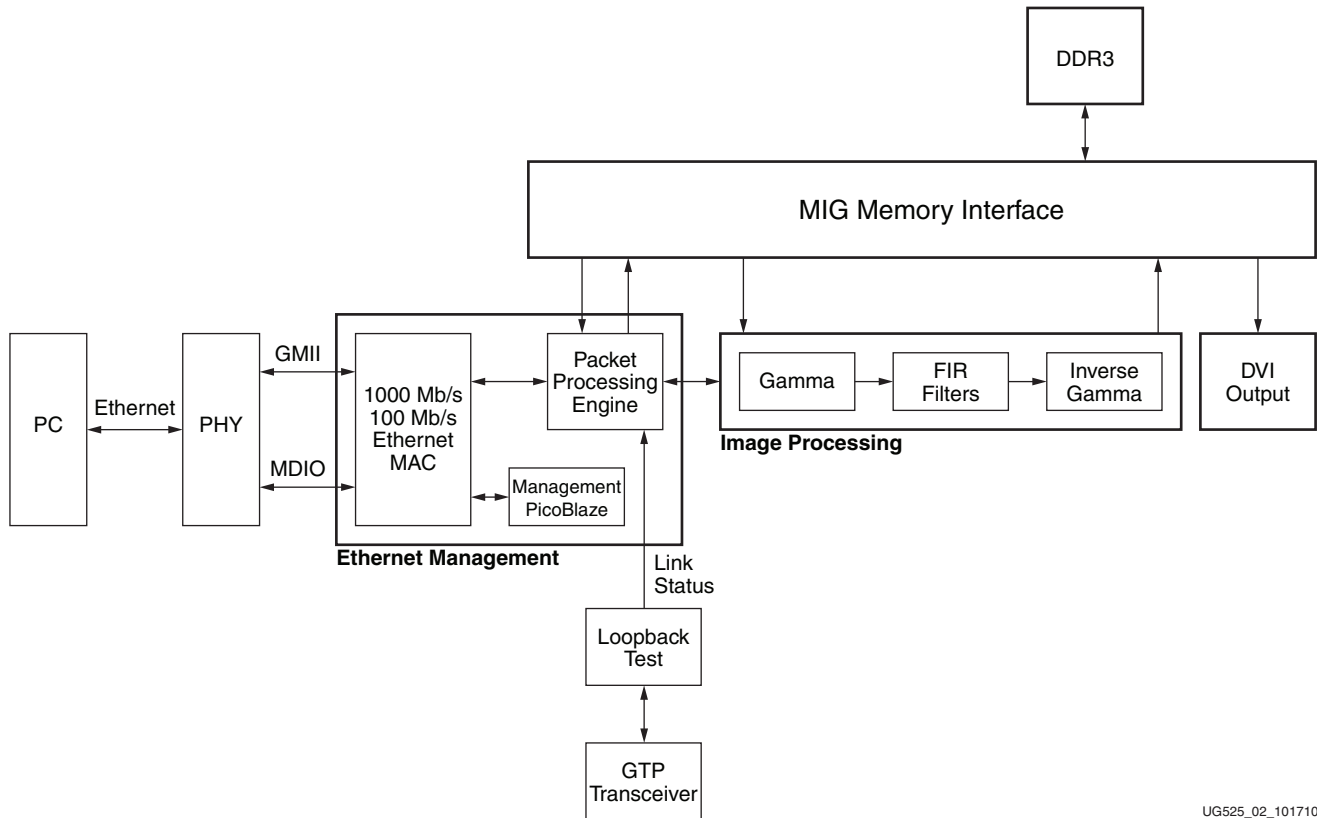 DDR3
MIG Memory Interface
PC
Ethernet
PHY
GMII
MDIO
1000 Mb/s
100 Mb/s
Ethernet
MAC
Packet
Processing
Engine
Management
PicoBlaze
Ethernet Management
Gamma
FIR
Filters
Inverse
Gamma
Image Processing
DVI
Output
Link
Status
Loopback
Test
GTP
Transceiver
UG525_02_101710